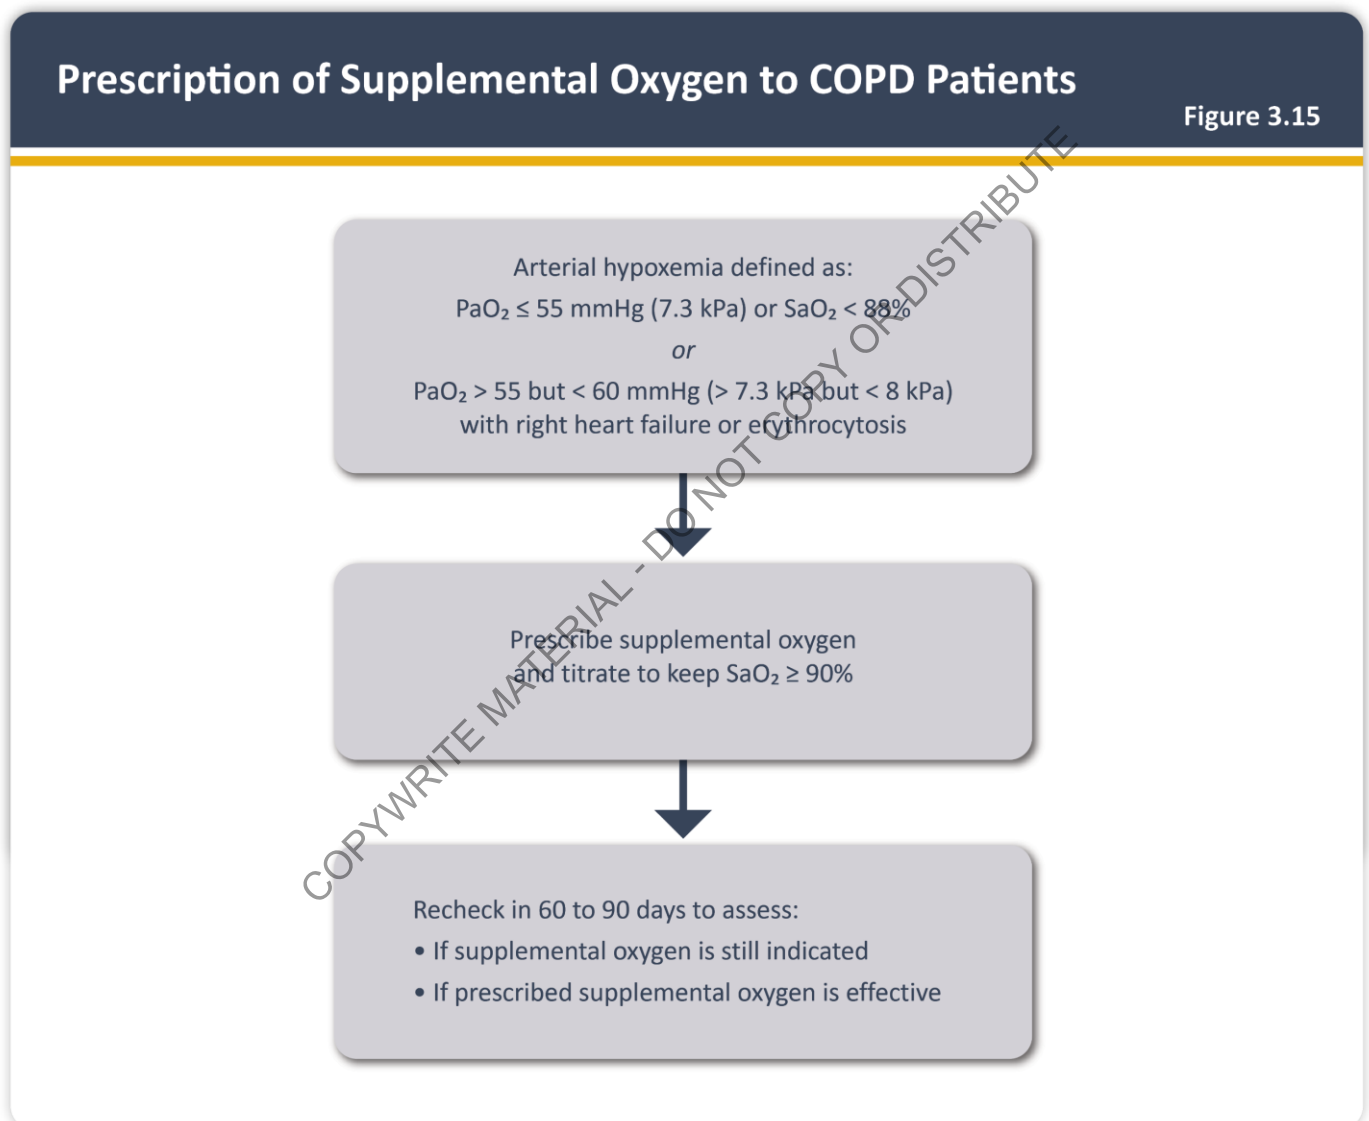 Prescription of Supplemental Oxygen to COPD Patients
Figure 3.15
Arterial hypoxemia defined as:
PaO₂ ≤ 55 mmHg (7.3 kPa) or SaO₂ < 88%
or
PaO₂ > 55 but < 60 mmHg (> 7.3 kPa but < 8 kPa)
with right heart failure or erythrocytosis
Prescribe supplemental oxygen
and titrate to keep SaO₂ ≥ 90%
Recheck in 60 to 90 days to assess:
• If supplemental oxygen is still indicated
• If prescribed supplemental oxygen is effective
COPYWRITE MATERIAL - DO NOT COPY OR DISTRIBUTE